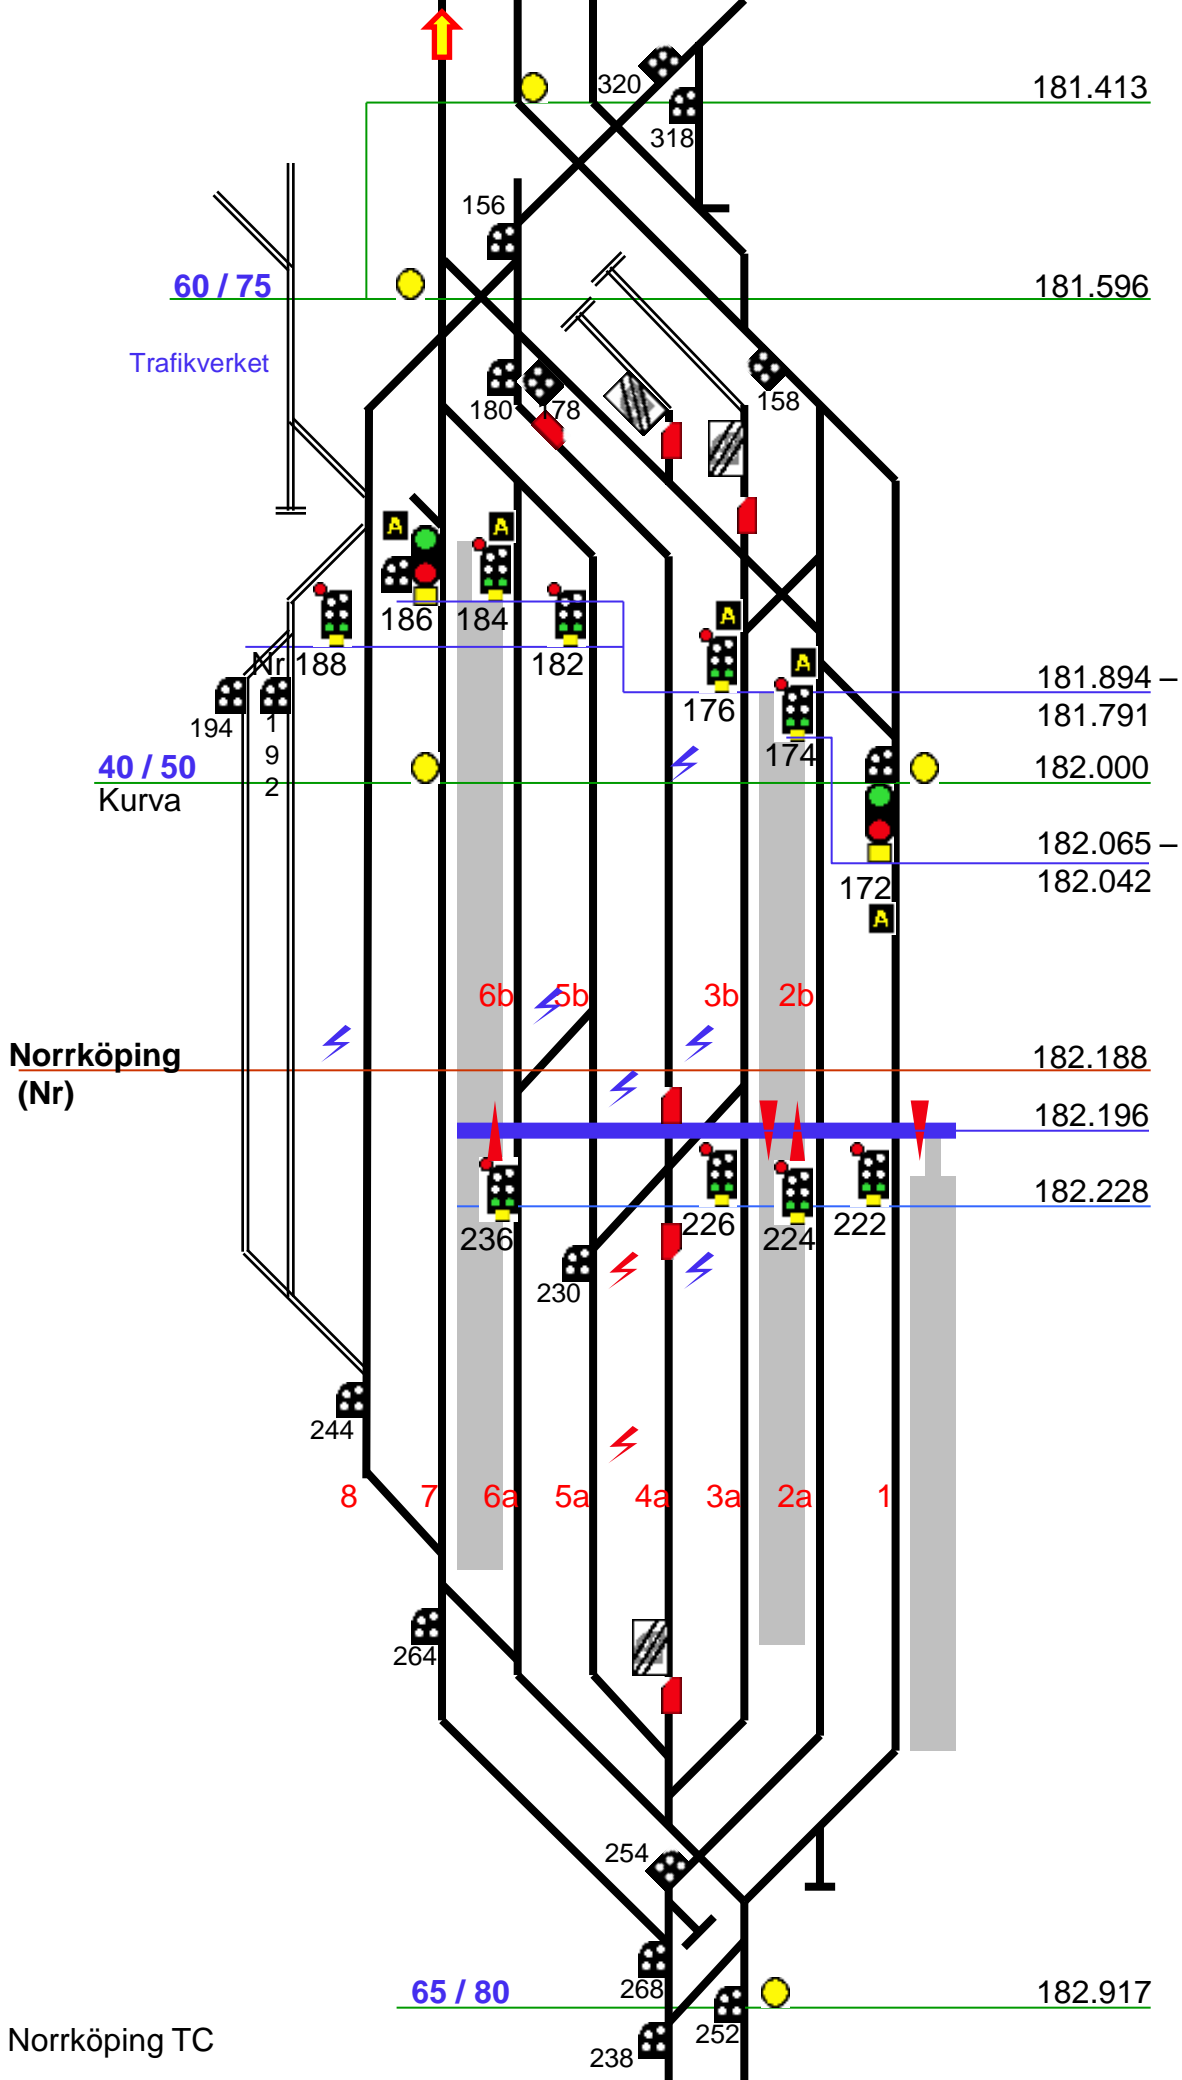 320
181.413
318
156
60 / 75
181.596
Trafikverket
180
178
158
A
A
186
184
A
Nr 188
182
A
181.894 –
194
176
181.791
1
9
2
174
40 / 50
182.000
Kurva
182.065 –
172
182.042
A
6b
5b
3b
2b
Norrköping
182.188
(Nr)
182.196
182.228
236
226
224
222
230
244
8
7
6a
5a
4a
3a
2a
1
264
254
268
65 / 80
182.917
252
Norrköping TC
238